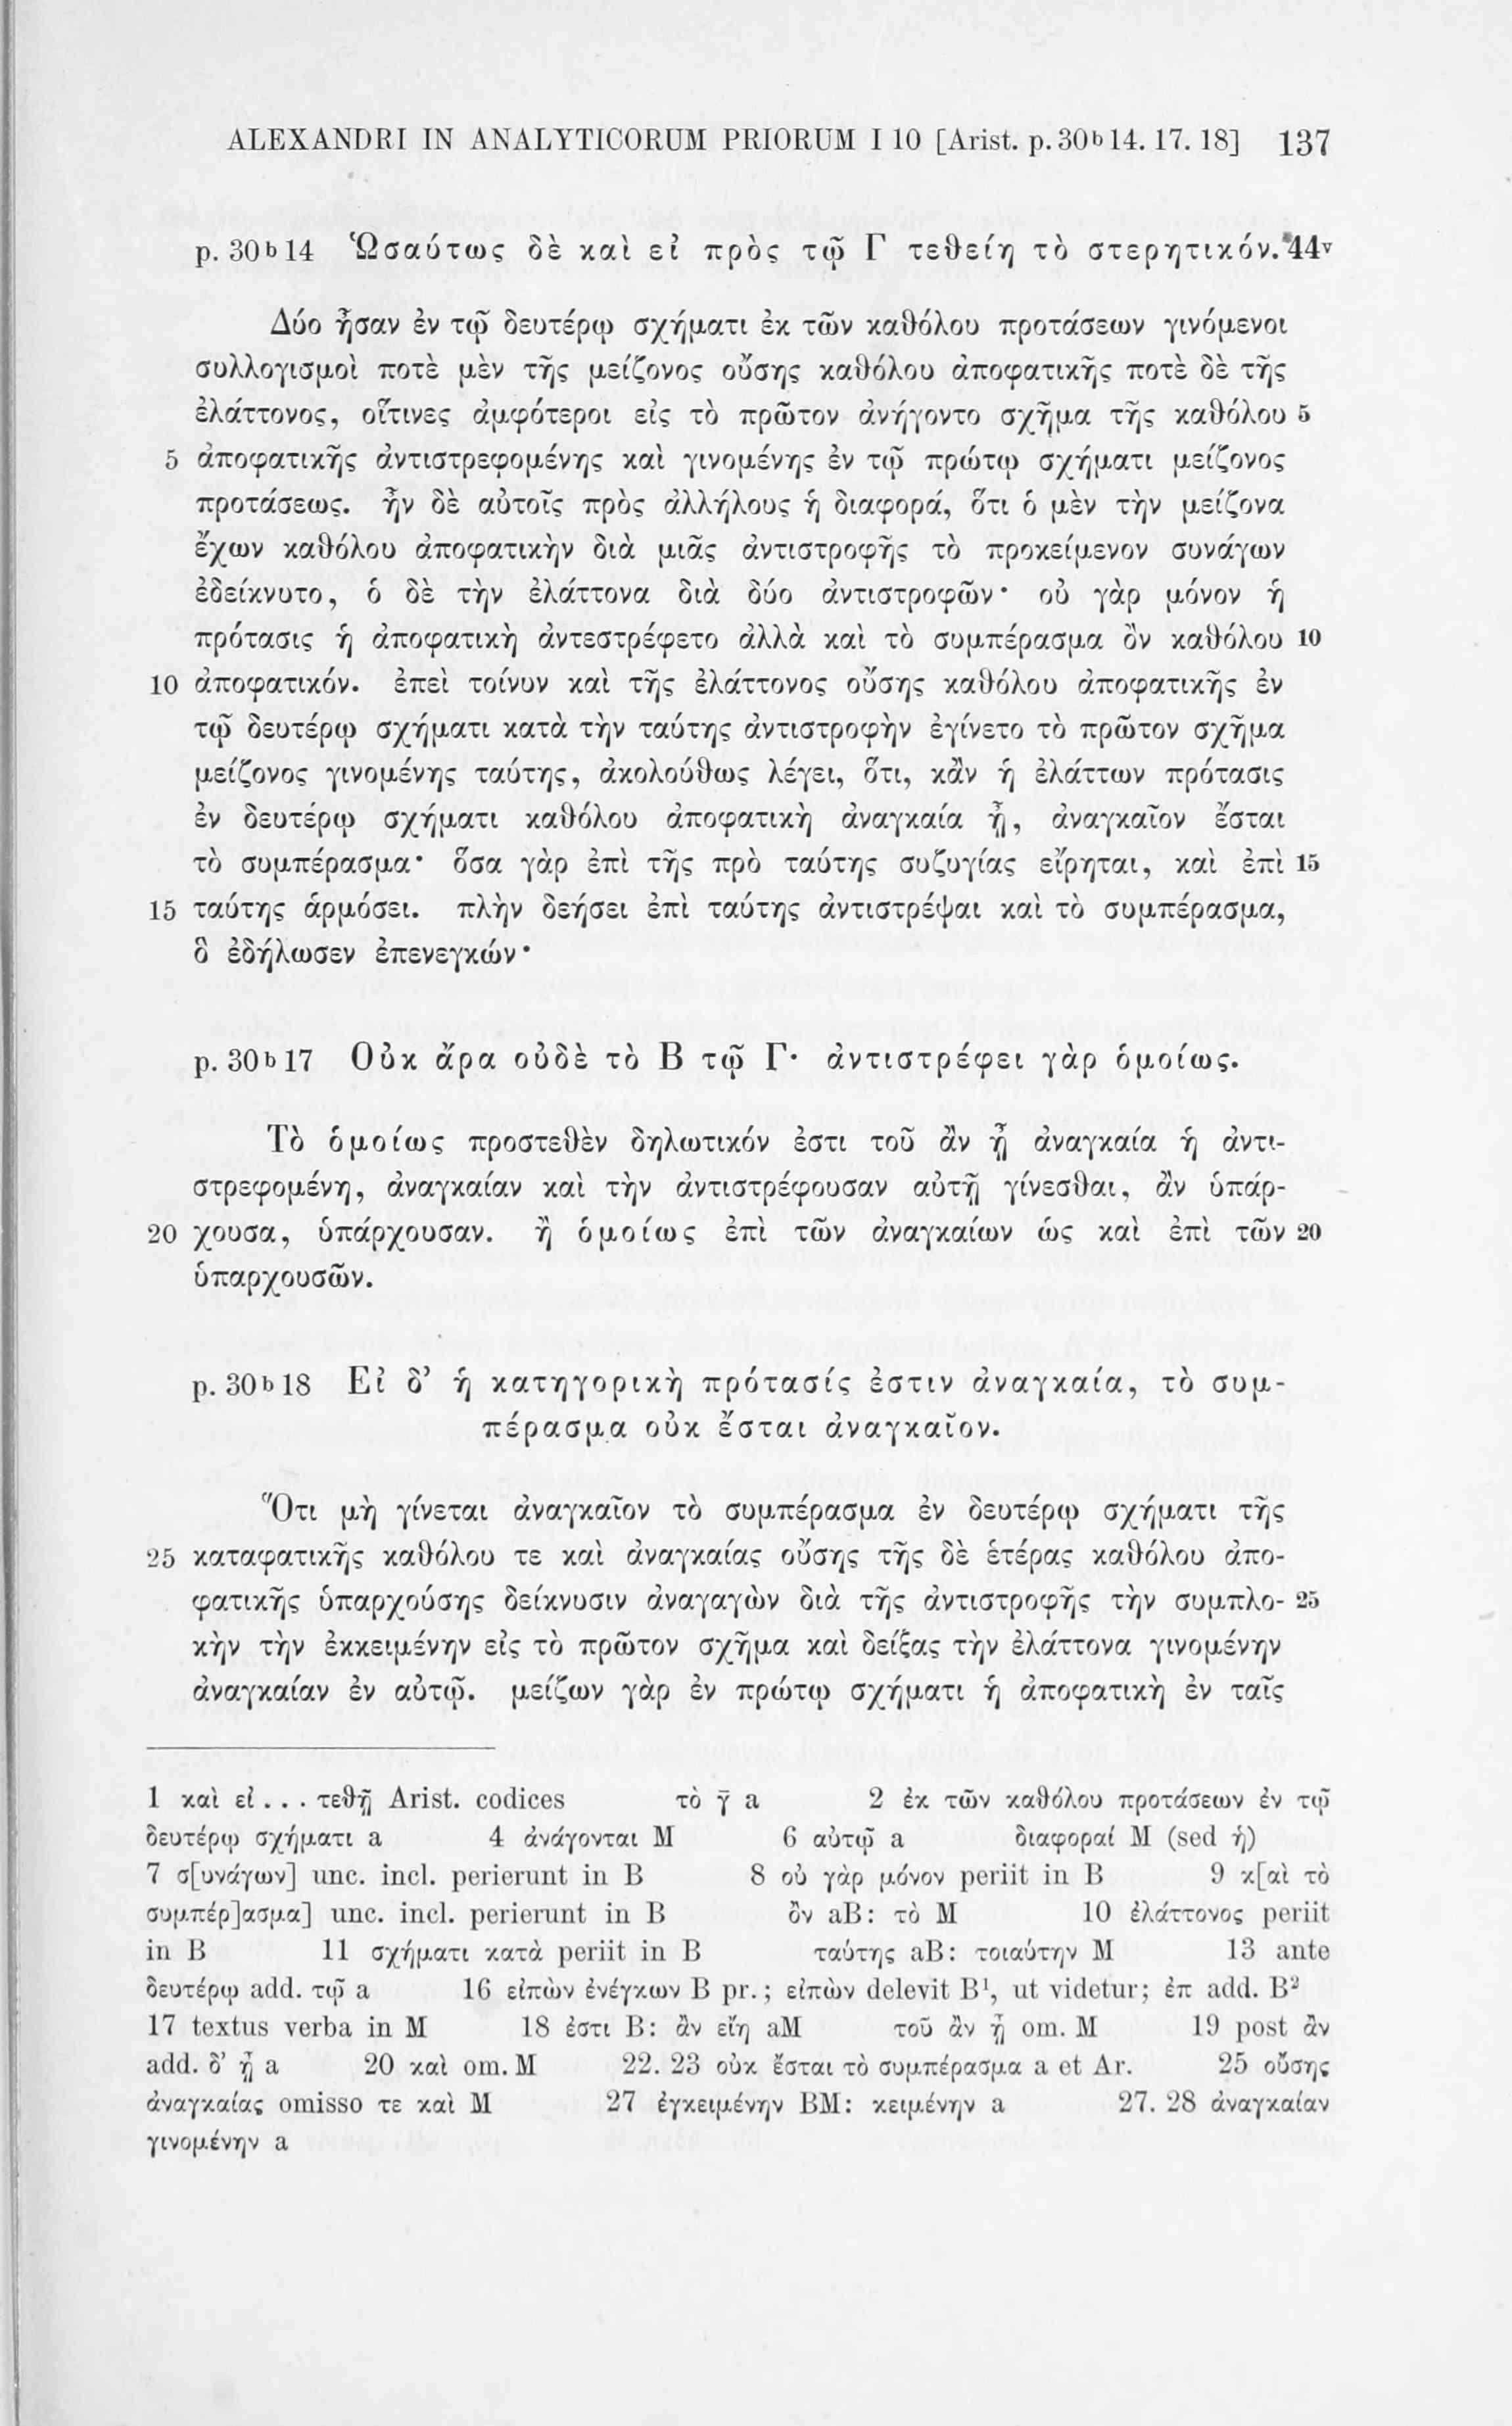 ALEXANDRI IN ANALYTICORUM PRIORUM I 10 [Arist. p. 30ᵇ14. 17. 18] 137
p. 30ᵇ14 Ὡσαύτως δὲ καὶ εἰ πρὸς τῷ Γ τεθείη τὸ στερητικόν. 44ᵛ
Δύο ἦσαν ἐν τῷ δευτέρῳ σχήματι ἐκ τῶν καθόλου προτάσεων γινόμενοι
συλλογισμοὶ ποτὲ μὲν τῆς μείζονος οὔσης καθόλου ἀποφατικῆς ποτὲ δὲ τῆς
ἐλάττονος, οἵτινες ἀμφότεροι εἰς τὸ πρῶτον ἀνήγοντο σχῆμα τῆς καθόλου 5
5 ἀποφατικῆς ἀντιστρεφομένης καὶ γινομένης ἐν τῷ πρώτῳ σχήματι μείζονος
προτάσεως. ἦν δὲ αὐτοῖς πρὸς ἀλλήλους ἡ διαφορά, ὅτι ὁ μὲν τὴν μείζονα
ἔχων καθόλου ἀποφατικὴν διὰ μιᾶς ἀντιστροφῆς τὸ προκείμενον συνάγων
ἐδείκνυτο, ὁ δὲ τὴν ἐλάττονα διὰ δύο ἀντιστροφῶν· οὐ γὰρ μόνον ἡ
πρότασις ἡ ἀποφατικὴ ἀντεστρέφετο ἀλλὰ καὶ τὸ συμπέρασμα ὂν καθόλου 10
10 ἀποφατικόν. ἐπεὶ τοίνυν καὶ τῆς ἐλάττονος οὔσης καθόλου ἀποφατικῆς ἐν
τῷ δευτέρῳ σχήματι κατὰ τὴν ταύτης ἀντιστροφὴν ἐγίνετο τὸ πρῶτον σχῆμα
μείζονος γινομένης ταύτης, ἀκολούθως λέγει, ὅτι, κἂν ἡ ἐλάττων πρότασις
ἐν δευτέρῳ σχήματι καθόλου ἀποφατικὴ ἀναγκαία ᾖ, ἀναγκαῖον ἔσται
τὸ συμπέρασμα· ὅσα γὰρ ἐπὶ τῆς πρὸ ταύτης συζυγίας εἴρηται, καὶ ἐπὶ 15
15 ταύτης ἁρμόσει. πλὴν δεήσει ἐπὶ ταύτης ἀντιστρέψαι καὶ τὸ συμπέρασμα,
ὃ ἐδήλωσεν ἐπενεγκών·
p. 30ᵇ17 Οὐκ ἄρα οὐδὲ τὸ Β τῷ Γ· ἀντιστρέφει γὰρ ὁμοίως.
Τὸ ὁμοίως προστεθὲν δηλωτικόν ἐστι τοῦ ἂν ᾖ ἀναγκαία ἡ ἀντι-
στρεφομένη, ἀναγκαίαν καὶ τὴν ἀντιστρέφουσαν αὐτῇ γίνεσθαι, ἂν ὑπάρ-
20 χουσα, ὑπάρχουσαν. ἢ ὁμοίως ἐπὶ τῶν ἀναγκαίων ὡς καὶ ἐπὶ τῶν 20
ὑπαρχουσῶν.
p. 30ᵇ18 Εἰ δ’ ἡ κατηγορικὴ πρότασίς ἐστιν ἀναγκαία, τὸ συμ-
πέρασμα οὐκ ἔσται ἀναγκαῖον.
Ὅτι μὴ γίνεται ἀναγκαῖον τὸ συμπέρασμα ἐν δευτέρῳ σχήματι τῆς
25 καταφατικῆς καθόλου τε καὶ ἀναγκαίας οὔσης τῆς δὲ ἑτέρας καθόλου ἀπο-
φατικῆς ὑπαρχούσης δείκνυσιν ἀναγαγὼν διὰ τῆς ἀντιστροφῆς τὴν συμπλο- 25
κὴν τὴν ἐκκειμένην εἰς τὸ πρῶτον σχῆμα καὶ δείξας τὴν ἐλάττονα γινομένην
ἀναγκαίαν ἐν αὐτῷ. μείζων γὰρ ἐν πρώτῳ σχήματι ἡ ἀποφατικὴ ἐν ταῖς
1 καὶ εἰ . . . τεθῇ Arist. codices τὸ γ̄ a 2 ἐκ τῶν καθόλου προτάσεων ἐν τῷ
δευτέρῳ σχήματι a 4 ἀνάγονται M 6 αὐτῷ a διαφοραί M (sed ἡ)
7 σ[υνάγων] unc. incl. perierunt in B 8 οὐ γὰρ μόνον periit in B 9 κ[αὶ τὸ
συμπέρ]ασμα] unc. incl. perierunt in B ὂν aB: τὸ M 10 ἐλάττονος periit
in B 11 σχήματι κατὰ periit in B ταύτης aB: τοιαύτην M 13 ante
δευτέρῳ add. τῷ a 16 εἰπὼν ἐνέγκων B pr.; εἰπὼν delevit B¹, ut videtur; ἐπ add. B²
17 textus verba in M 18 ἐστι B: ἂν εἴη aM τοῦ ἂν ᾖ om. M 19 post ἂν
add. δ’ ᾖ a 20 καὶ om. M 22. 23 οὐκ ἔσται τὸ συμπέρασμα a et Ar. 25 οὔσης
ἀναγκαίας omisso τε καὶ M 27 ἐγκειμένην BM: κειμένην a 27. 28 ἀναγκαίαν
γινομένην a